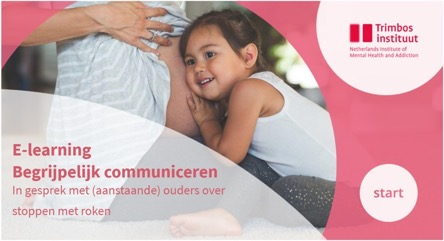 Trimbos
instituut
Netherlands Institute of
Mental Health and Addiction
E-learning
Begrijpelijk communiceren
In gesprek met (aanstaande) ouders over
stoppen met roken
start